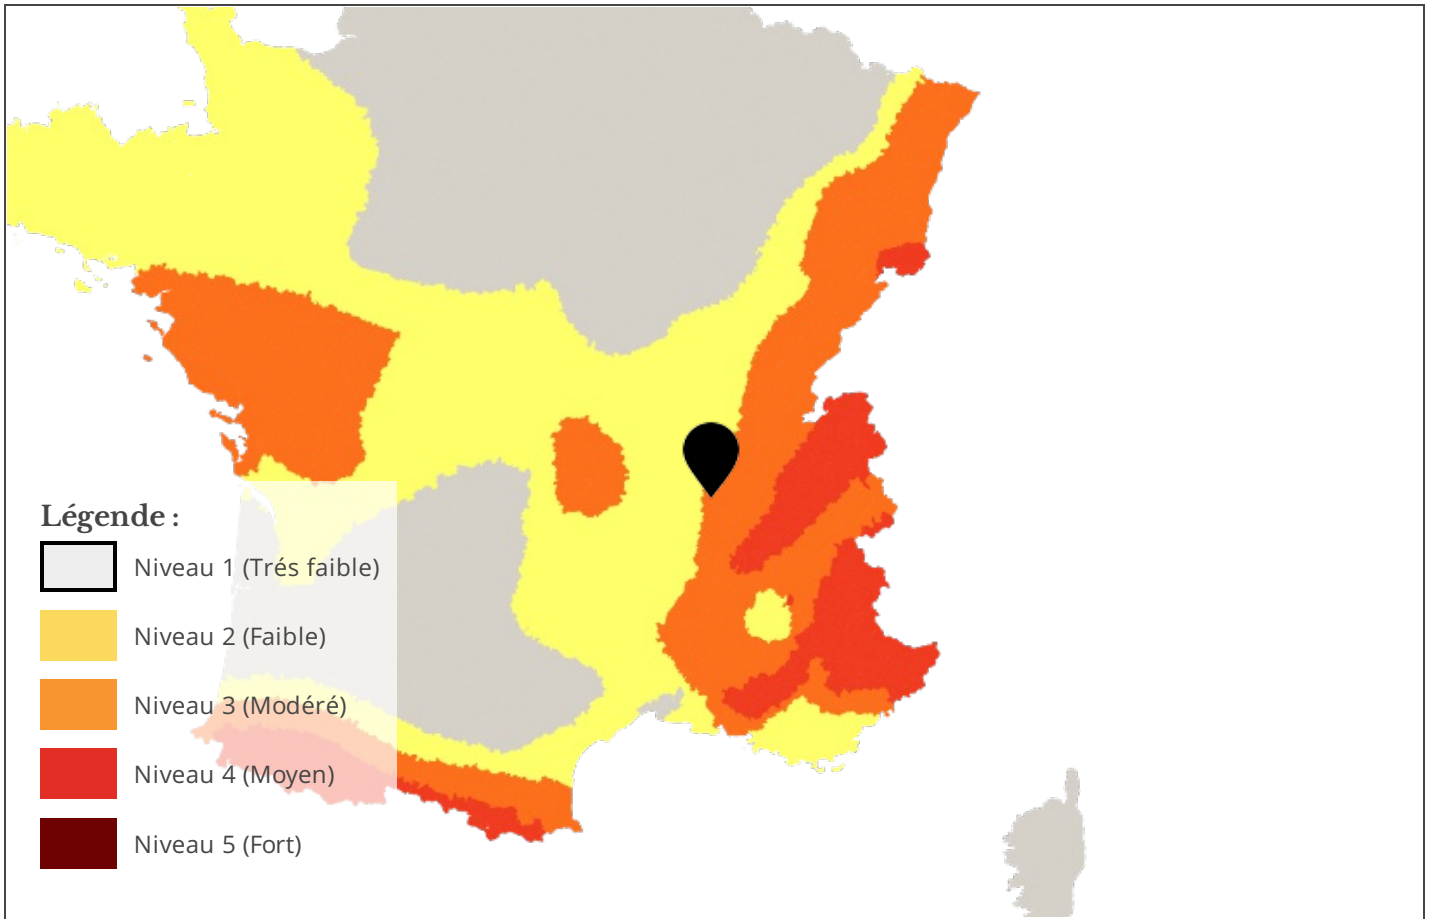 Légende :
Niveau 1 (Trés faible)
Niveau 2 (Faible)
Niveau 3 (Modéré)
Niveau 4 (Moyen)
Niveau 5 (Fort)